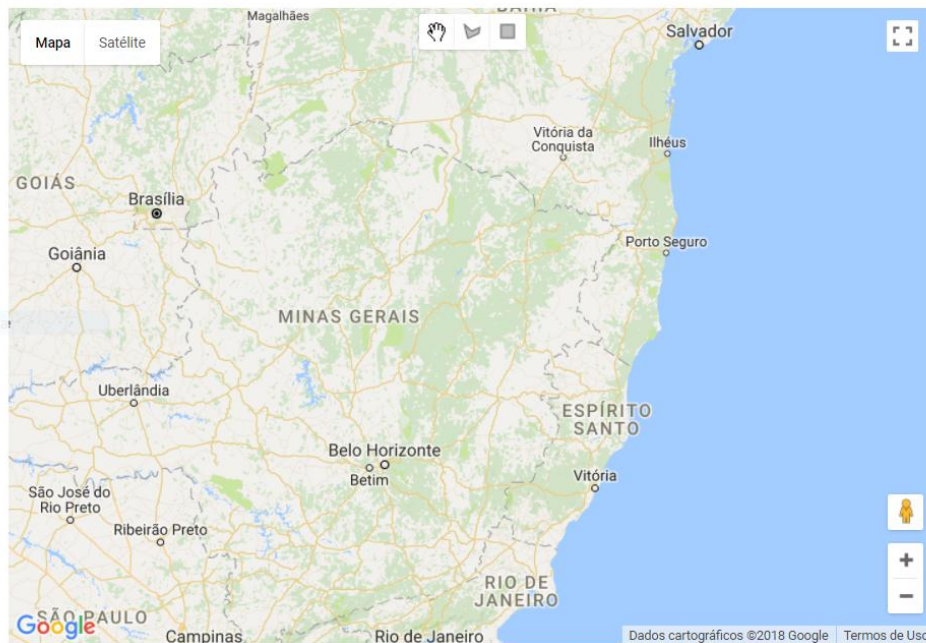 Magalhães
BAHIA
Mapa
Satélite
Salvador
Vitória da
Conquista
Ilhéus
GOIÁS
Brasília
Porto Seguro
Goiânia
e
MINAS GERAIS
Uberlândia
ESPÍRITO
SANTO
Belo Horizonte
Betim
Vitória
São José do
Rio Preto
Ribeirão Preto
+
−
RIO DE
JANEIRO
SÃO PAULO
Google
Campinas
Rio de Janeiro
Dados cartográficos ©2018 Google
Termos de Uso